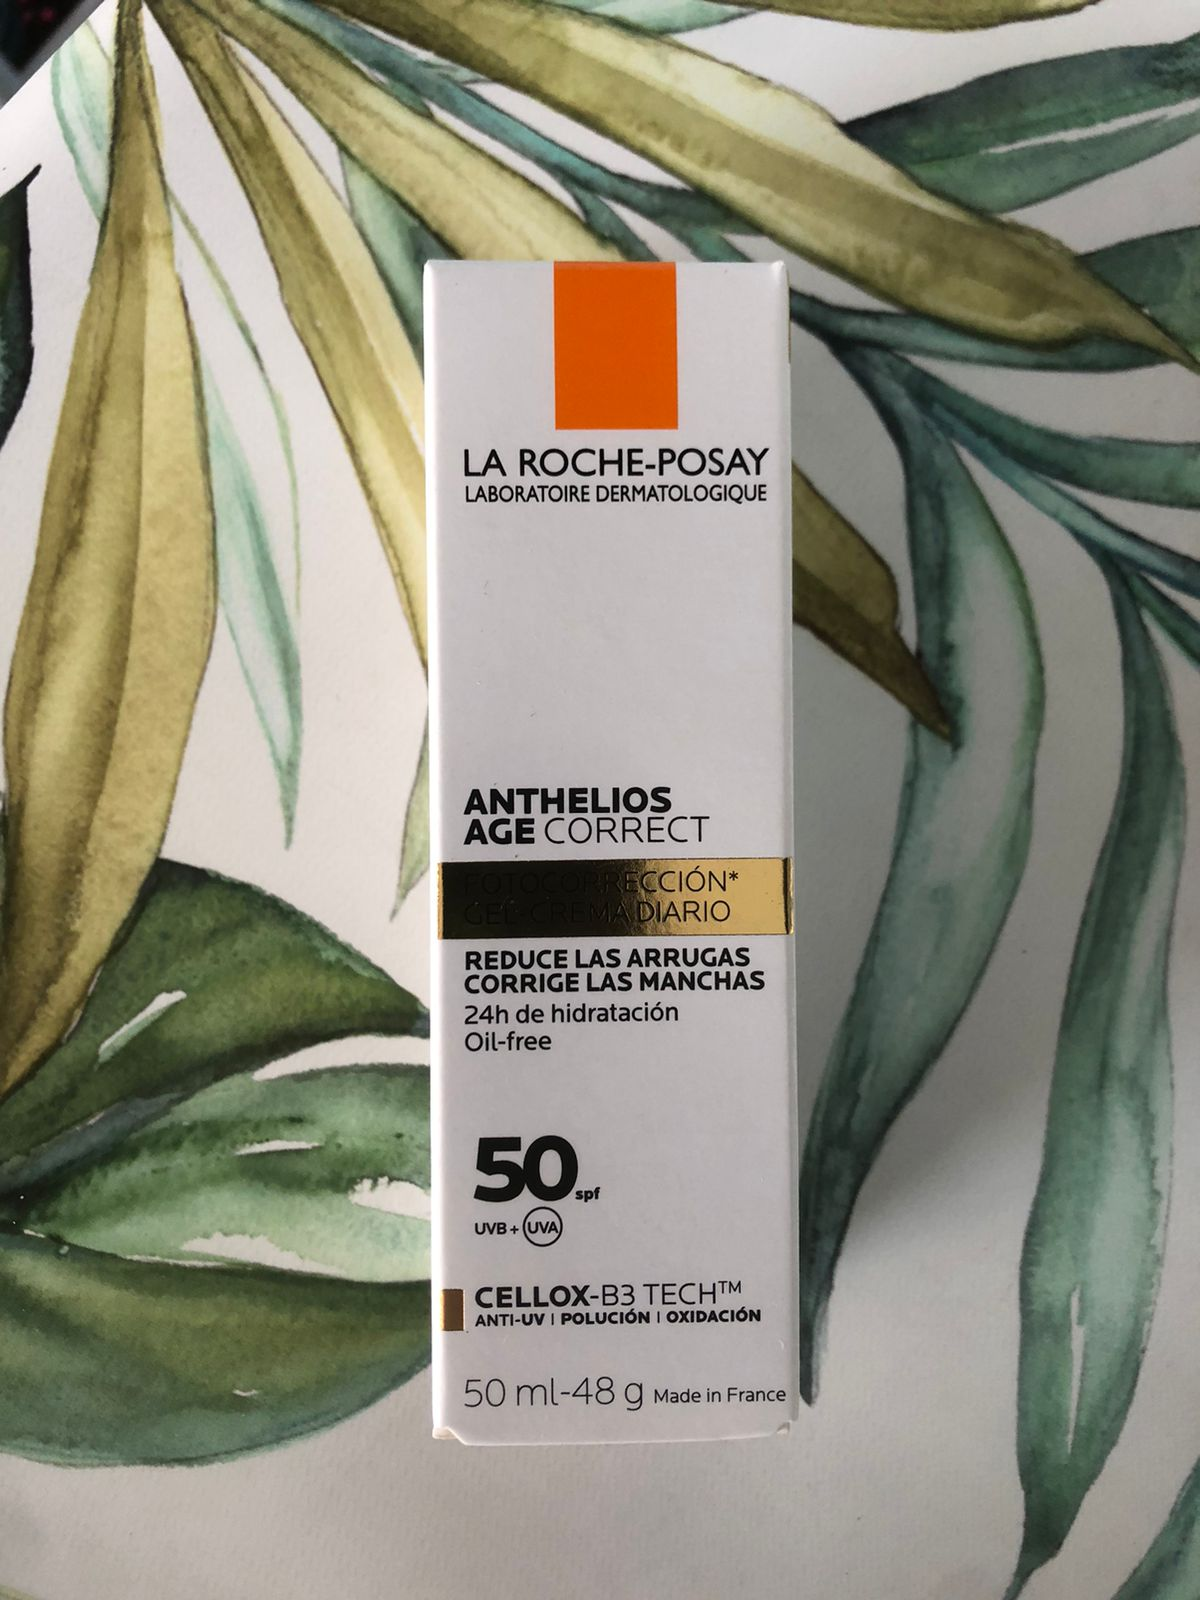 LA ROCHE-POSAY
LABORATOIRE DERMATOLOGIQUE
ANTHELIOS
AGE CORRECT
FOTOCORRECCIÓN*
GEL-CREMA DIARIO
REDUCE LAS ARRUGAS
CORRIGE LAS MANCHAS
24h de hidratación
Oil-free
50 spf
UVB + UVA
CELLOX-B3 TECH™
ANTI-UV | POLUCIÓN | OXIDACIÓN
50 ml-48 g Made in France